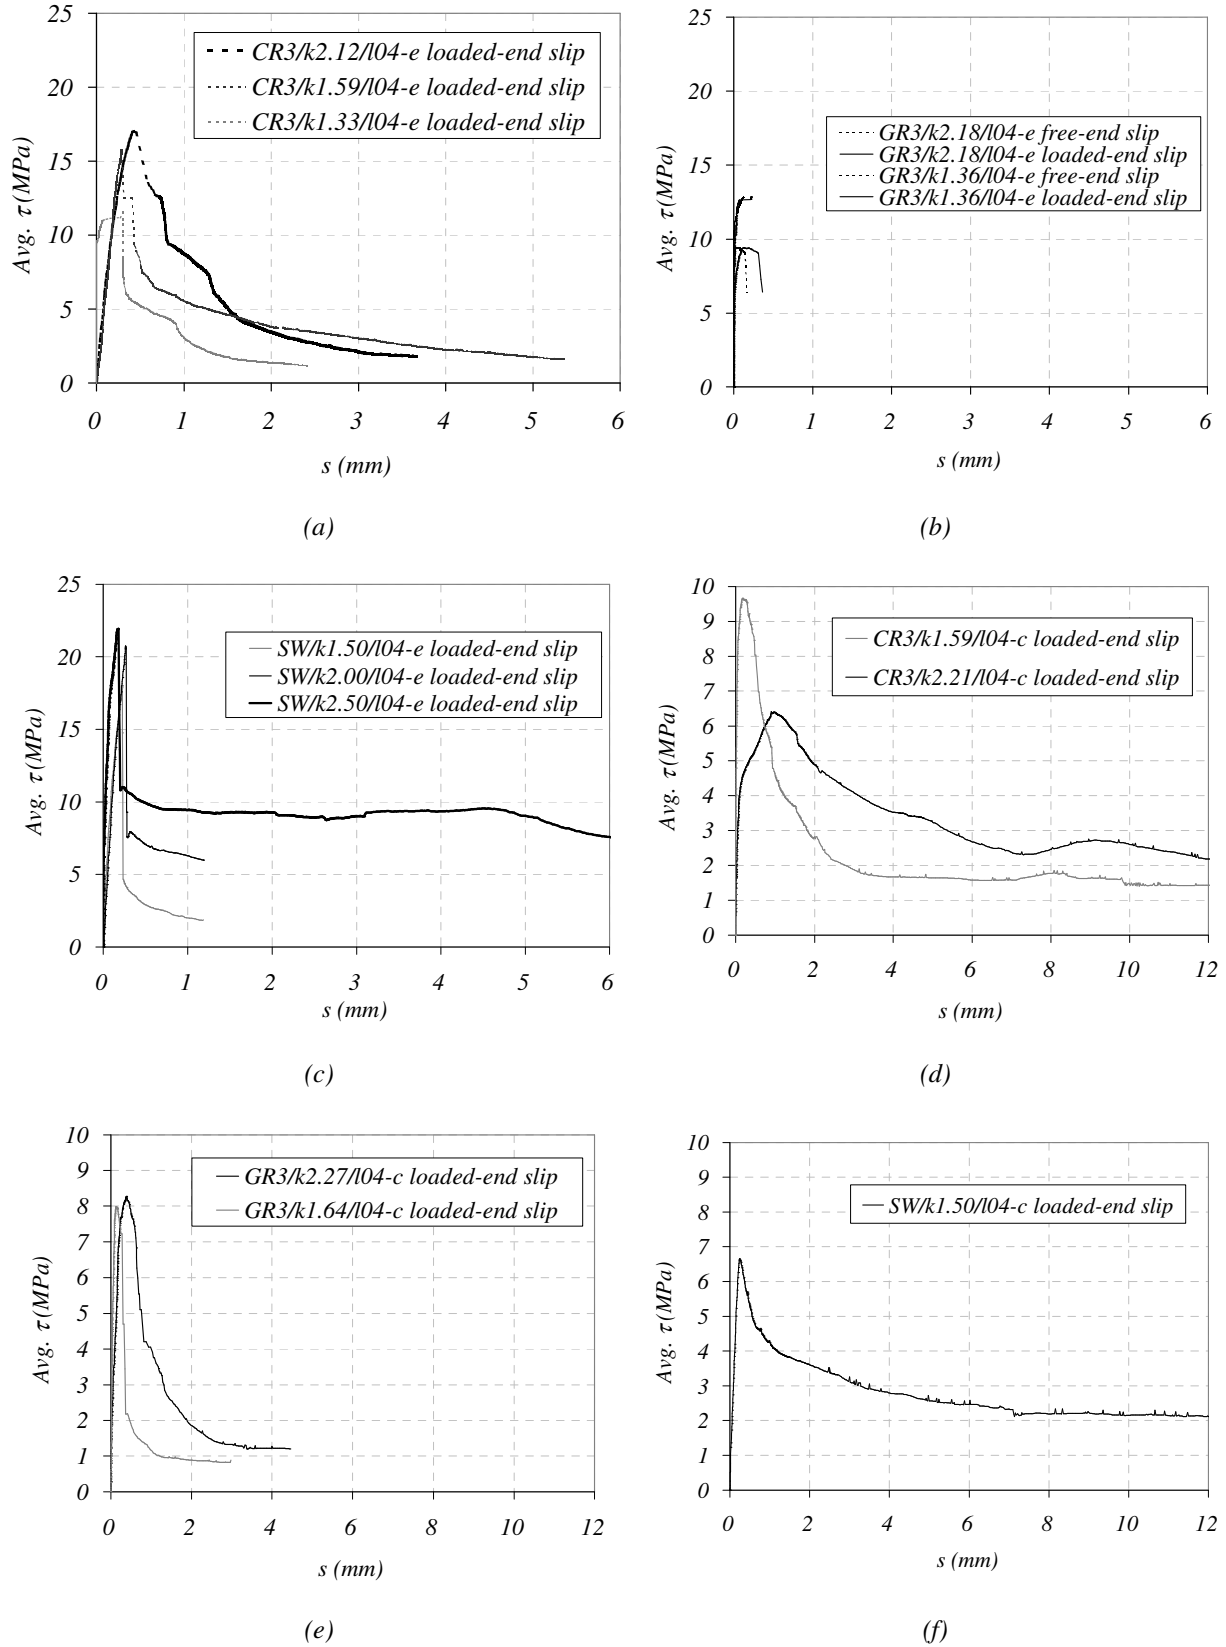 25
20
15
10
5
0
Avg. τ (MPa)
CR3/k2.12/l04-e loaded-end slip
CR3/k1.59/l04-e loaded-end slip
CR3/k1.33/l04-e loaded-end slip
0 1 2 3 4 5 6
s (mm)
(a)
25
20
15
10
5
0
Avg. τ (MPa)
GR3/k2.18/l04-e free-end slip
GR3/k2.18/l04-e loaded-end slip
GR3/k1.36/l04-e free-end slip
GR3/k1.36/l04-e loaded-end slip
0 1 2 3 4 5 6
s (mm)
(b)
25
20
15
10
5
0
Avg. τ (MPa)
SW/k1.50/l04-e loaded-end slip
SW/k2.00/l04-e loaded-end slip
SW/k2.50/l04-e loaded-end slip
0 1 2 3 4 5 6
s (mm)
(c)
10
9
8
7
6
5
4
3
2
1
0
Avg. τ (MPa)
CR3/k1.59/l04-c loaded-end slip
CR3/k2.21/l04-c loaded-end slip
0 2 4 6 8 10 12
s (mm)
(d)
10
9
8
7
6
5
4
3
2
1
0
Avg. τ (MPa)
GR3/k2.27/l04-c loaded-end slip
GR3/k1.64/l04-c loaded-end slip
0 2 4 6 8 10 12
s (mm)
(e)
10
9
8
7
6
5
4
3
2
1
0
Avg. τ (MPa)
SW/k1.50/l04-c loaded-end slip
0 2 4 6 8 10 12
s (mm)
(f)